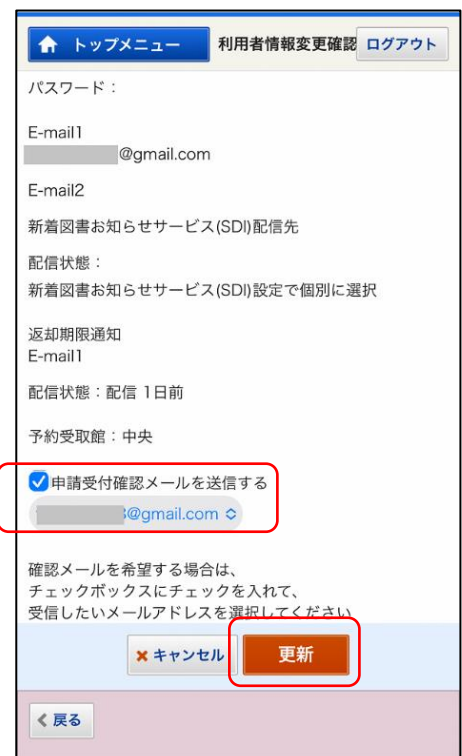 トップメニュー 利用者情報変更確認 ログアウト
パスワード：
E-mail1
@gmail.com
E-mail2
新着図書お知らせサービス(SDI)配信先
配信状態：
新着図書お知らせサービス(SDI)設定で個別に選択
返却期限通知
E-mail1
配信状態：配信 1日前
予約受取館：中央
申請受付確認メールを送信する
@gmail.com
確認メールを希望する場合は、
チェックボックスにチェックを入れて、
受信したいメールアドレスを選択してください
キャンセル 更新
戻る